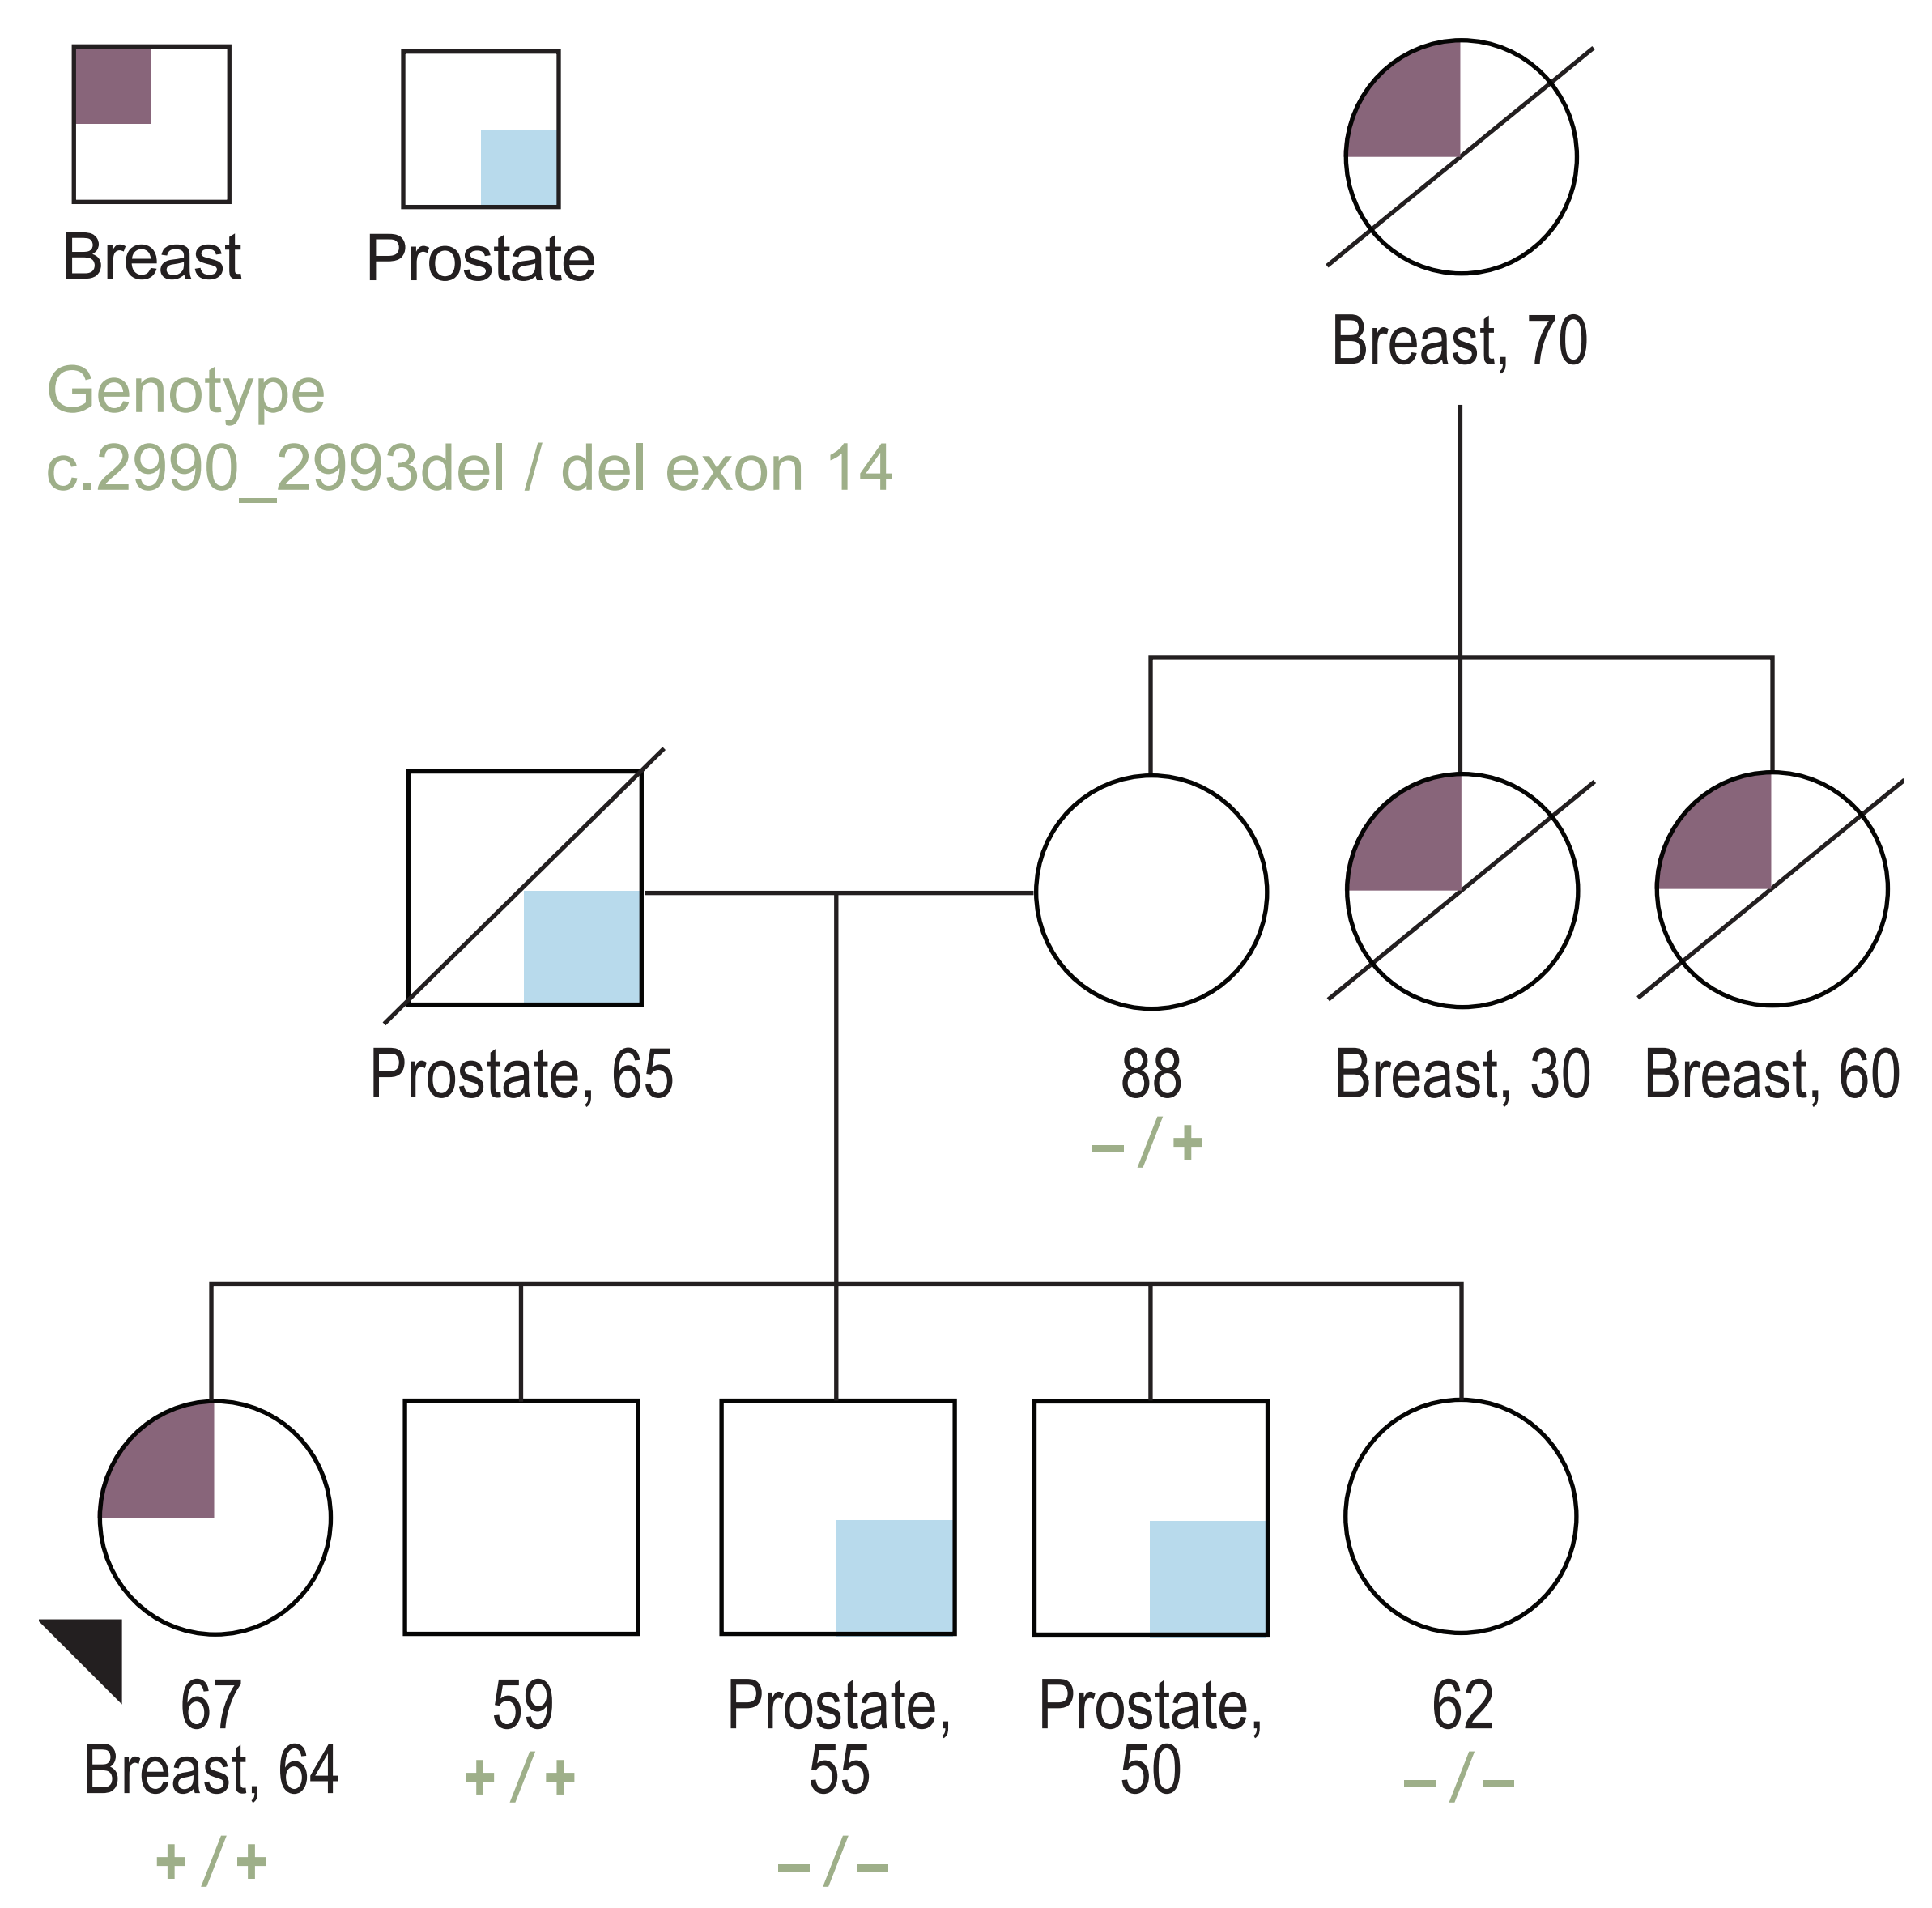 Breast
Prostate
Genotype
c.2990_2993del / del exon 14
Breast, 70
Prostate, 65
88
–/+
Breast, 30
Breast, 60
67
Breast, 64
+/+
59
+/+
Prostate,
55
–/–
Prostate,
50
62
–/–